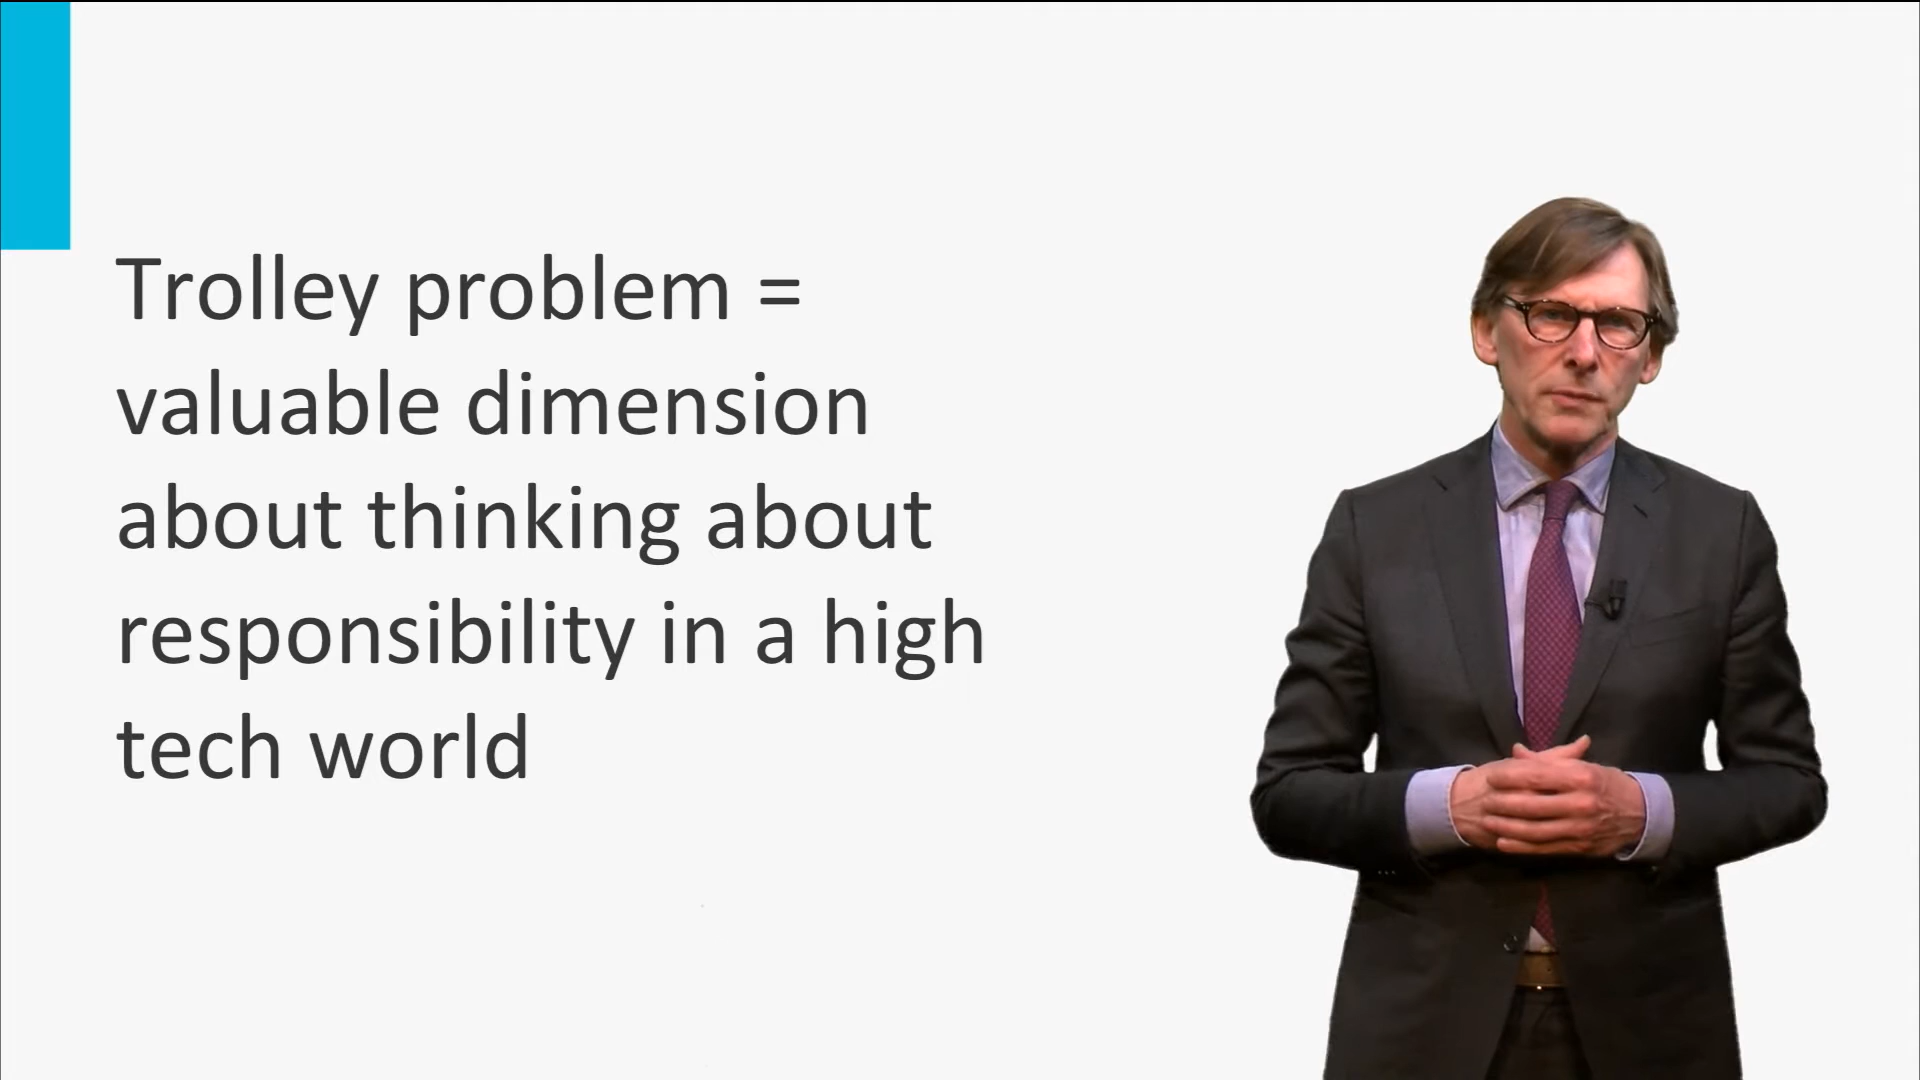 Trolley problem =
valuable dimension
about thinking about
responsibility in a high
tech world